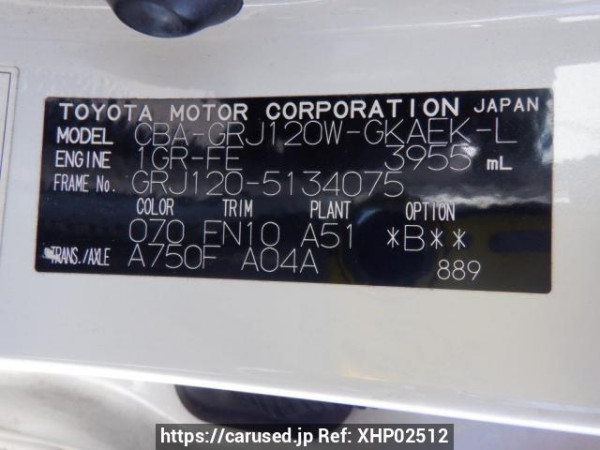 TOYOTA MOTOR CORPORATION JAPAN
MODEL CBA-GRJ120W-GKAEK-L
ENGINE 1GR-FE 3955 mL
FRAME NO. GRJ120-5134075
COLOR TRIM PLANT OPTION
070 FN10 A51 *B**
TRANS./AXLE A750F A04A
889
https://carused.jp Ref: XHP02512